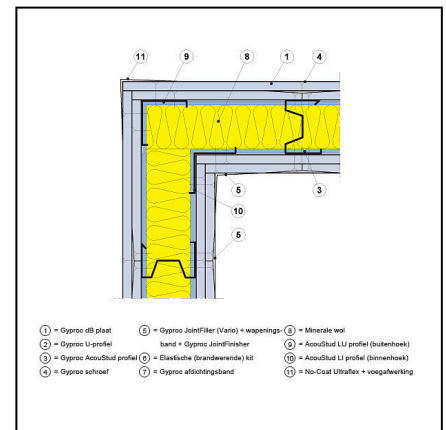 11 9 8 1 4
5 3
10
5
1 = Gyproc dB plaat
2 = Gyproc U-profiel
3 = Gyproc AcouStud profiel
4 = Gyproc schroef
5 = Gyproc JointFiller (Vario) + wapenings-
band + Gyproc JointFinisher
6 = Elastische (brandwerende) kit
7 = Gyproc afdichtingsband
8 = Minerale wol
9 = AcouStud LU profiel (buitenhoek)
10 = AcouStud LI profiel (binnenhoek)
11 = No-Coat Ultraflex + voegafwerking